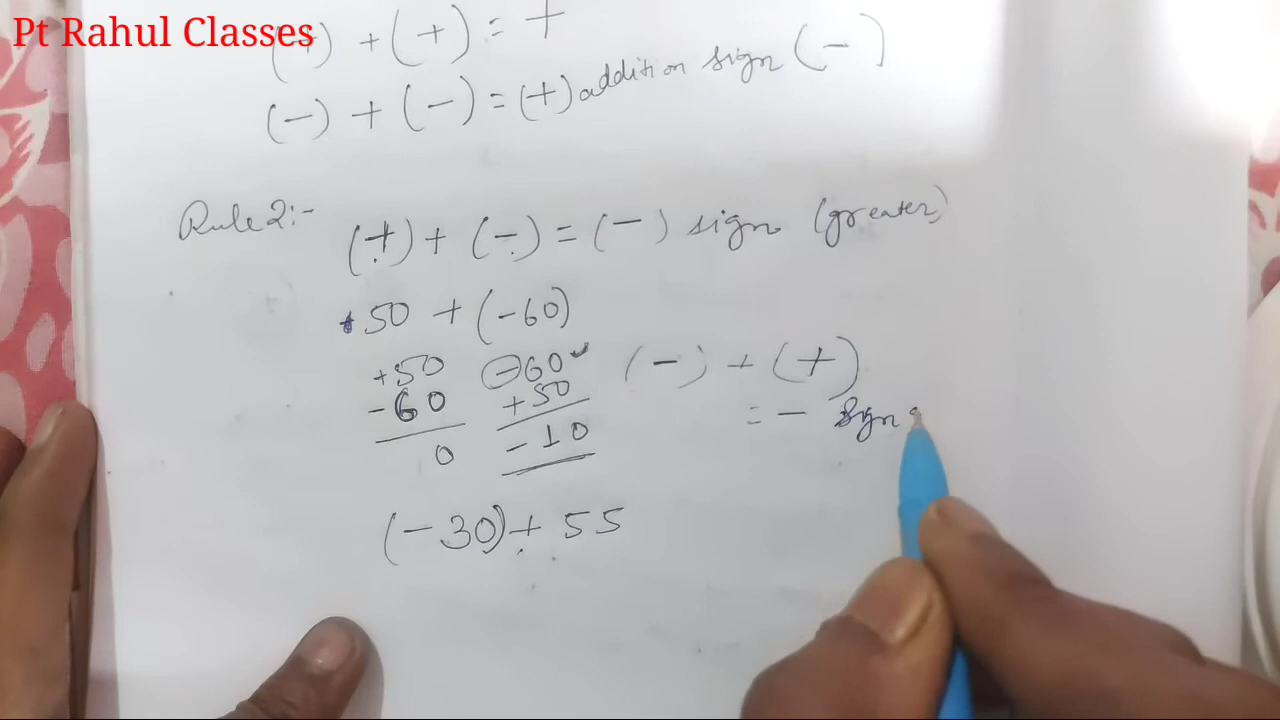 Pt Rahul Classes
(+) + (+) = +
(-) + (-) = (+) addition sign (-)
Rule 2:-
(+) + (-) = (-) sign (greater)
+50 + (-60)
+50 -60
-60 +50
0 -10
(-) + (+)
= - sign
(-30) + 55